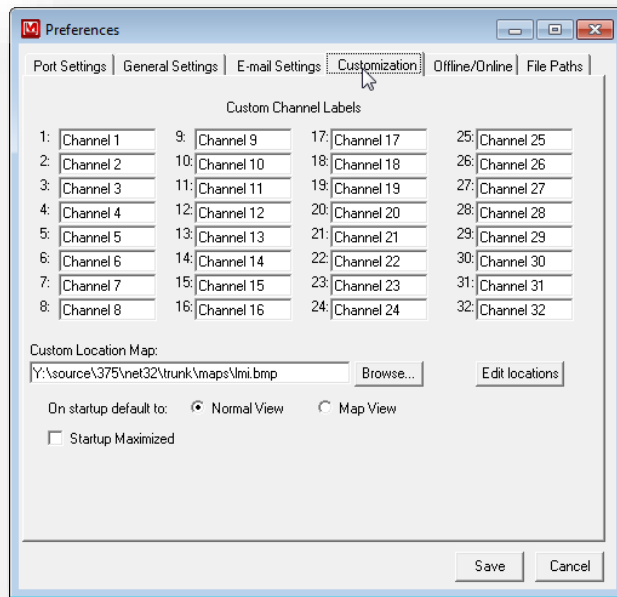 Preferences
Port Settings General Settings E-mail Settings Customization Offline/Online File Paths
Custom Channel Labels
1: Channel 1 9: Channel 9 17: Channel 17 25: Channel 25
2: Channel 2 10: Channel 10 18: Channel 18 26: Channel 26
3: Channel 3 11: Channel 11 19: Channel 19 27: Channel 27
4: Channel 4 12: Channel 12 20: Channel 20 28: Channel 28
5: Channel 5 13: Channel 13 21: Channel 21 29: Channel 29
6: Channel 6 14: Channel 14 22: Channel 22 30: Channel 30
7: Channel 7 15: Channel 15 23: Channel 23 31: Channel 31
8: Channel 8 16: Channel 16 24: Channel 24 32: Channel 32
Custom Location Map:
Y:\source\375\net32\trunk\maps\lmi.bmp Browse... Edit locations
On startup default to: Normal View Map View
Startup Maximized
Save Cancel